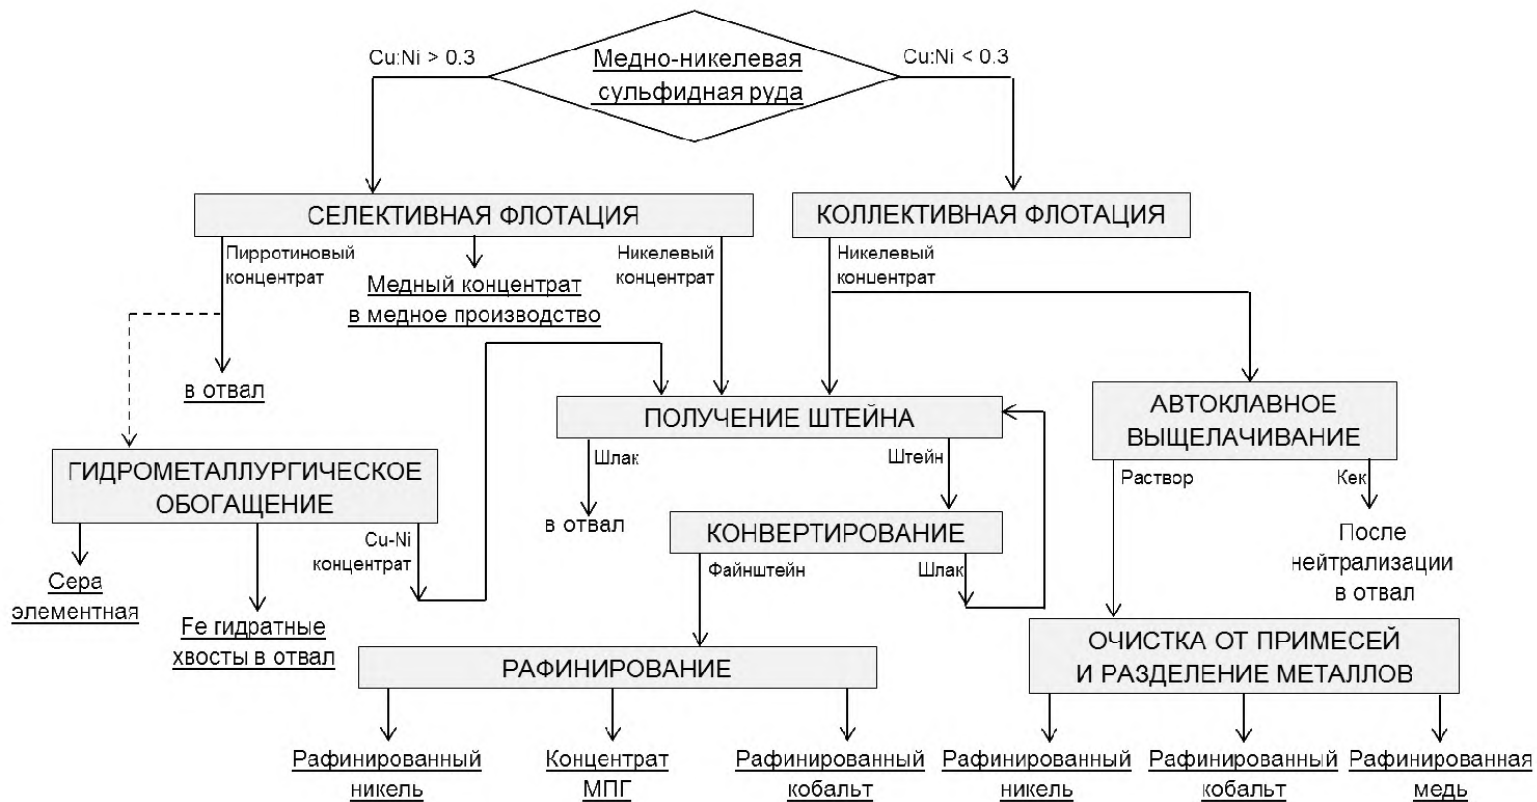 Cu:Ni > 0.3
Медно-никелевая
сульфидная руда
Cu:Ni < 0.3
СЕЛЕКТИВНАЯ ФЛОТАЦИЯ
КОЛЛЕКТИВНАЯ ФЛОТАЦИЯ
Пирротиновый
концентрат
Медный концентрат
в медное производство
Никелевый
концентрат
Никелевый
концентрат
в отвал
ПОЛУЧЕНИЕ ШТЕЙНА
АВТОКЛАВНОЕ
ВЫЩЕЛАЧИВАНИЕ
ГИДРОМЕТАЛЛУРГИЧЕСКОЕ
ОБОГАЩЕНИЕ
Шлак
Штейн
Раствор
Кек
в отвал
КОНВЕРТИРОВАНИЕ
После
нейтрализации
в отвал
Cu-Ni
концентрат
Файнштейн
Шлак
Сера
элементная
Fe гидратные
хвосты в отвал
РАФИНИРОВАНИЕ
ОЧИСТКА ОТ ПРИМЕСЕЙ
И РАЗДЕЛЕНИЕ МЕТАЛЛОВ
Рафинированный
никель
Концентрат
МПГ
Рафинированный
кобальт
Рафинированный
никель
Рафинированный
кобальт
Рафинированная
медь